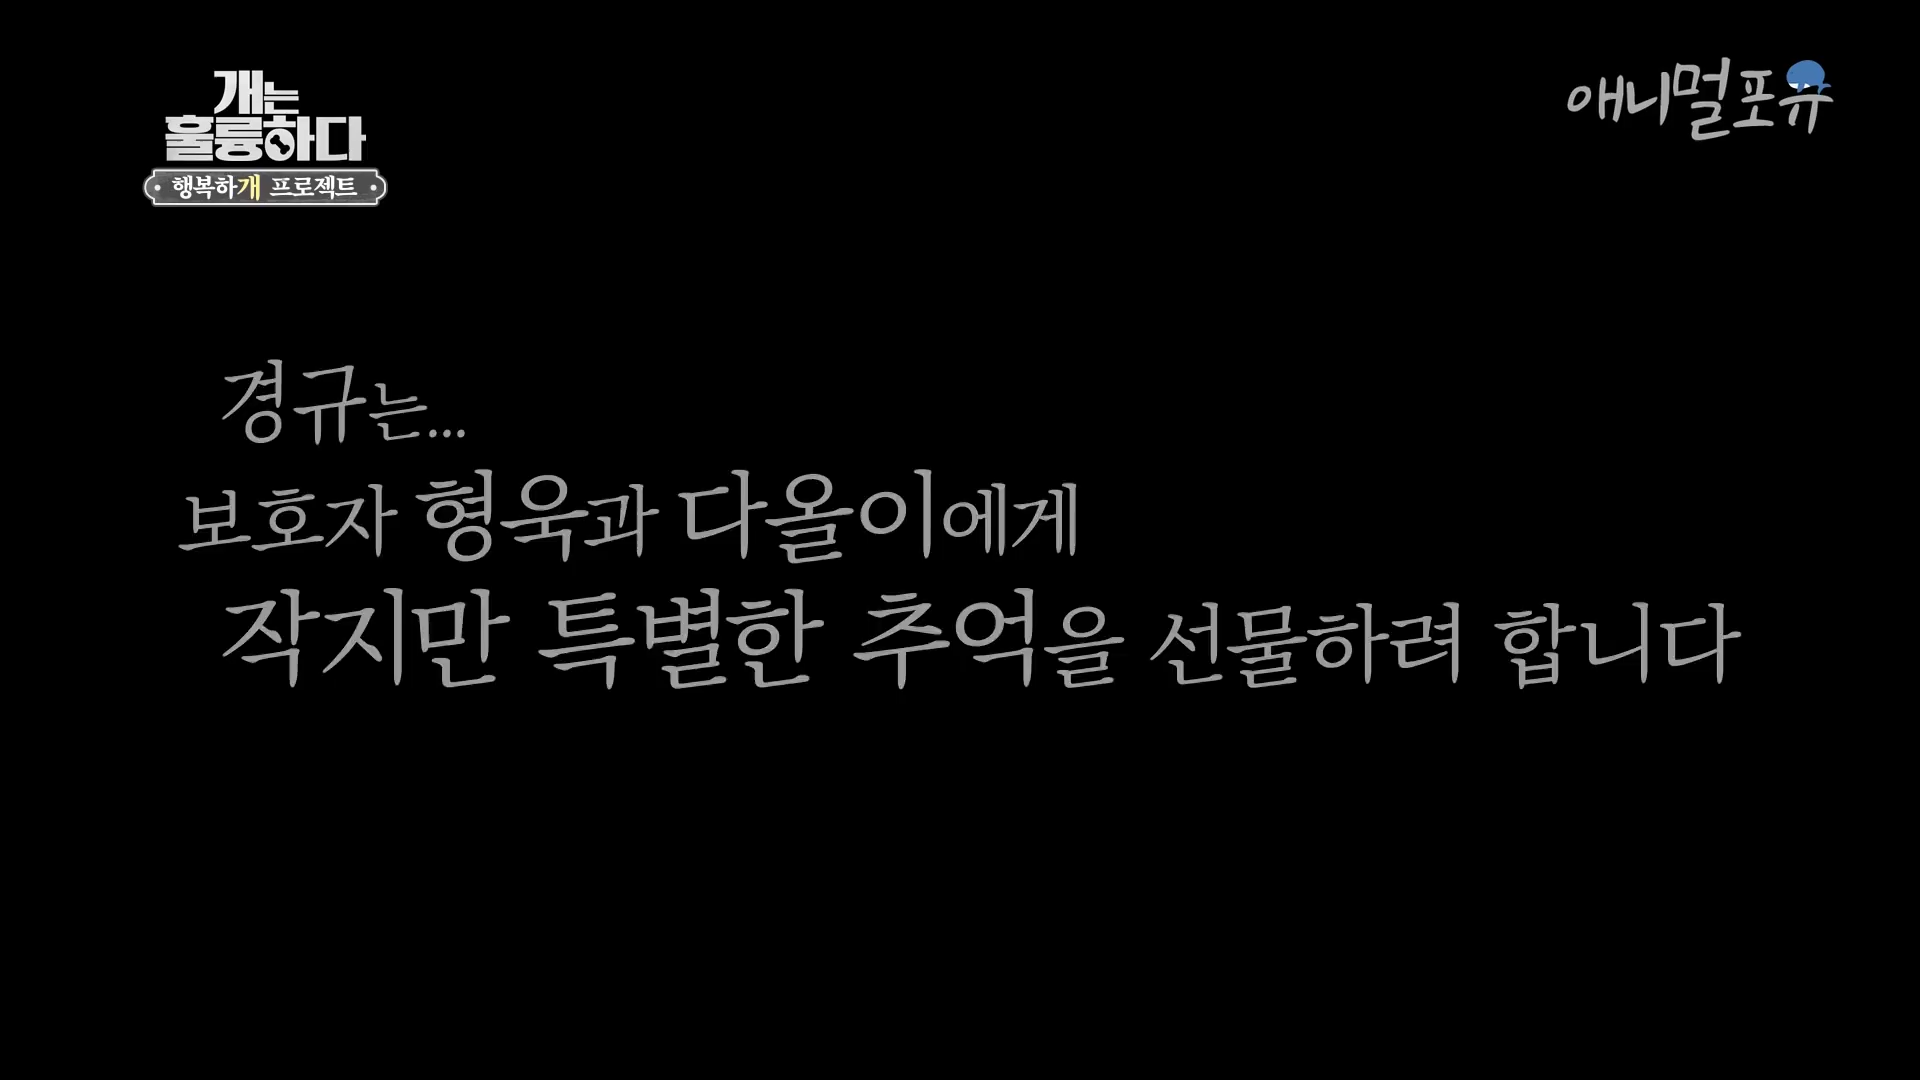 개는
훌륭하다
행복하개 프로젝트
애니멀포유
경규는...
보호자 형욱과 다올이에게
작지만 특별한 추억을 선물하려 합니다